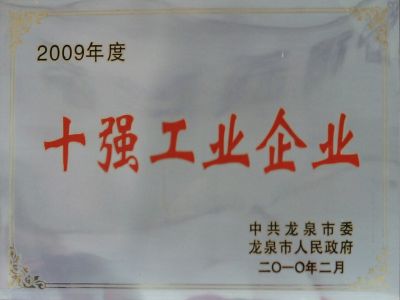 2009年度
十强工业企业
中共龙泉市委
龙泉市人民政府
二〇一〇年二月